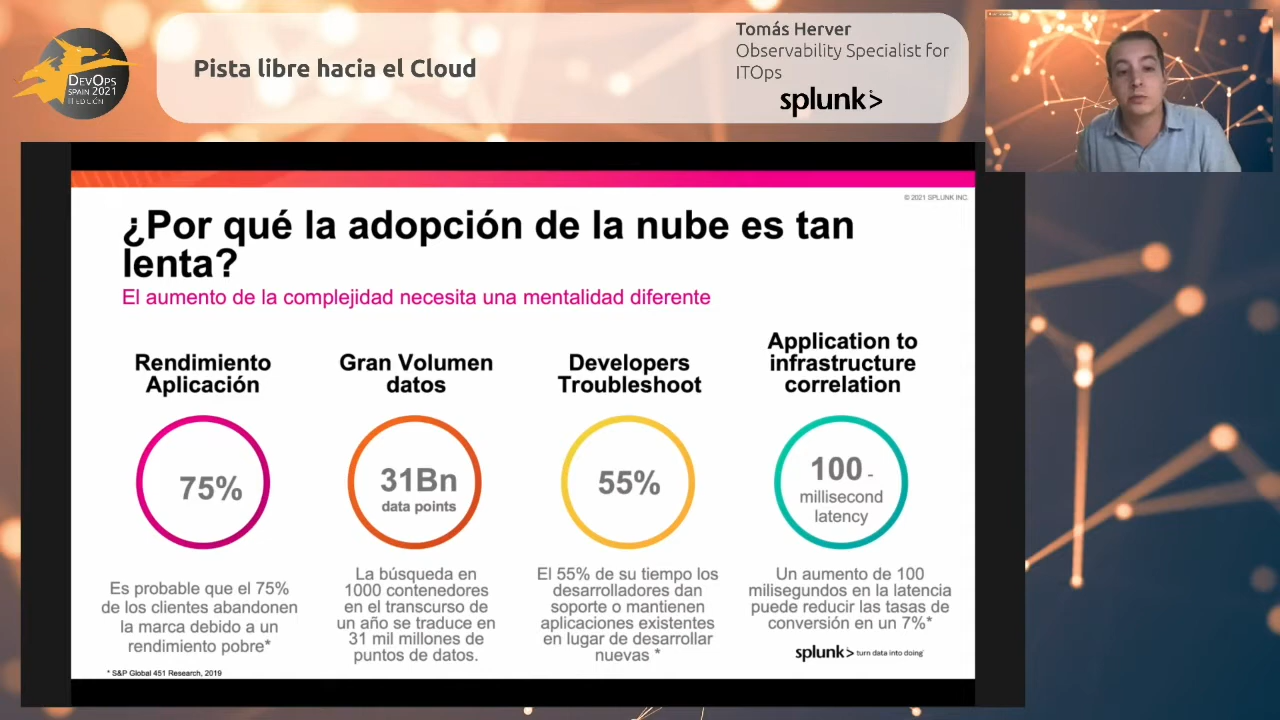 DevOps
SPAIN 2021
III EDICIÓN
Pista libre hacia el Cloud
Tomás Herver
Observability Specialist for
ITOps
splunk>
© 2021 SPLUNK INC.
¿Por qué la adopción de la nube es tan
lenta?
El aumento de la complejidad necesita una mentalidad diferente
Rendimiento
Aplicación
75%
Es probable que el 75%
de los clientes abandonen
la marca debido a un
rendimiento pobre*
Gran Volumen
datos
31Bn
data points
La búsqueda en
1000 contenedores
en el transcurso de
un año se traduce en
31 mil millones de
puntos de datos.
Developers
Troubleshoot
55%
El 55% de su tiempo los
desarrolladores dan
soporte o mantienen
aplicaciones existentes
en lugar de desarrollar
nuevas *
Application to
infrastructure
correlation
100 -
millisecond
latency
Un aumento de 100
milisegundos en la latencia
puede reducir las tasas de
conversión en un 7%*
splunk> turn data into doing
* S&P Global 451 Research, 2019